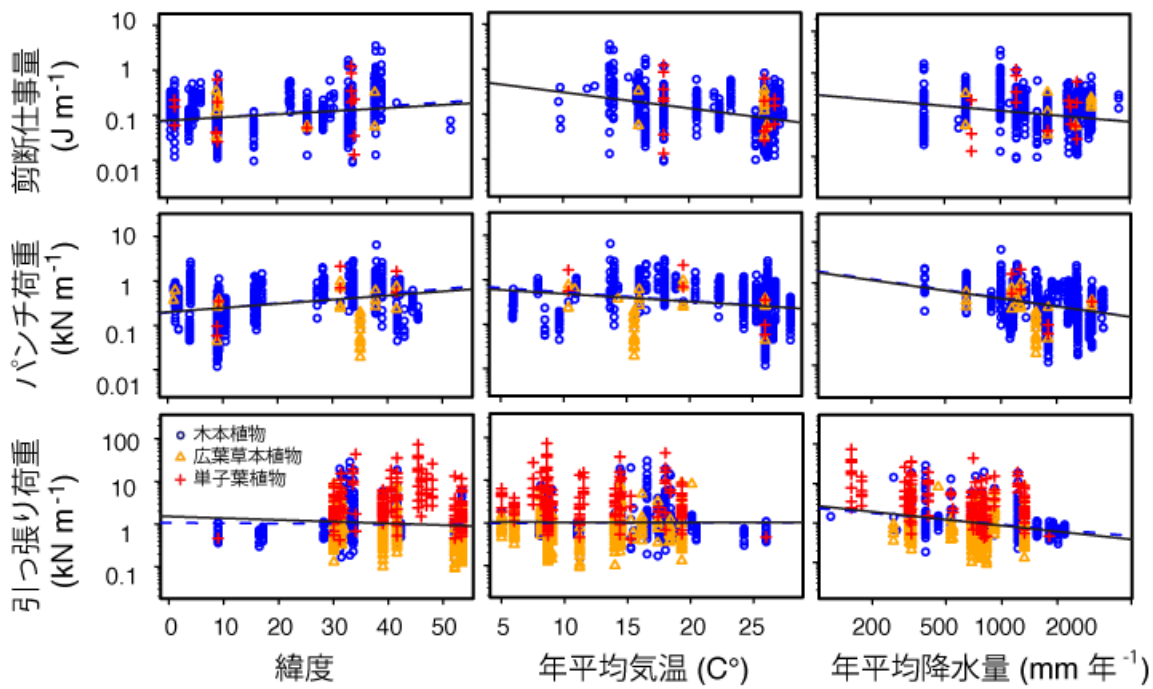 剪断仕事量
(J m⁻¹)
10
1
0.1
0.01
パンチ荷重
(kN m⁻¹)
10
1
0.1
0.01
引っ張り荷重
(kN m⁻¹)
100
10
1
0.1
木本植物
広葉草本植物
単子葉植物
0 10 20 30 40 50
5 10 15 20 25
200 500 1000 2000
緯度
年平均気温 (C°)
年平均降水量 (mm 年⁻¹)